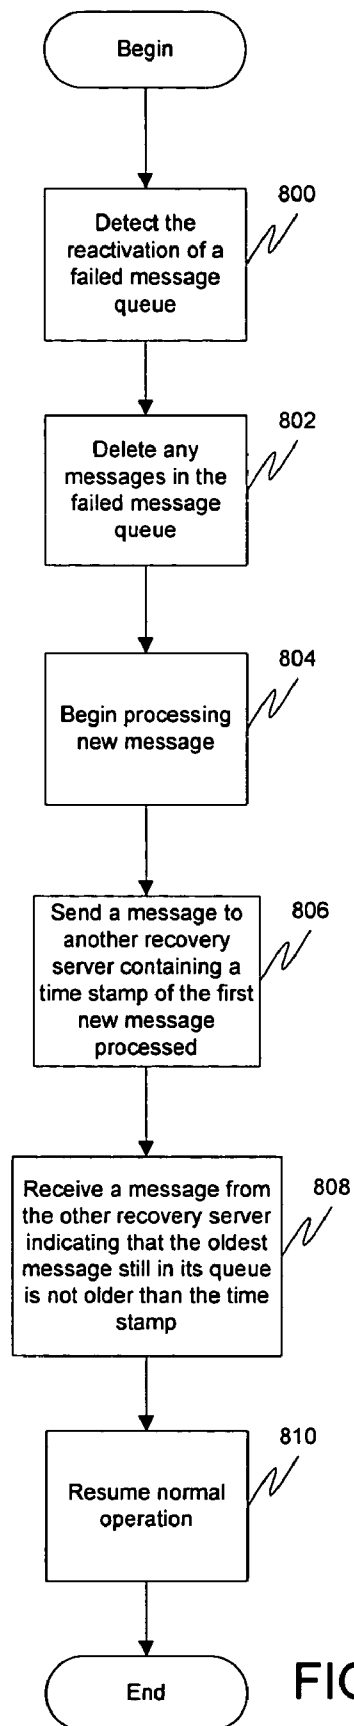 Begin
800
Detect the
reactivation of a
failed message
queue
802
Delete any
messages in the
failed message
queue
804
Begin processing
new message
806
Send a message to
another recovery
server containing a
time stamp of the first
new message
processed
808
Receive a message from
the other recovery server
indicating that the oldest
message still in its queue
is not older than the time
stamp
810
Resume normal
operation
End